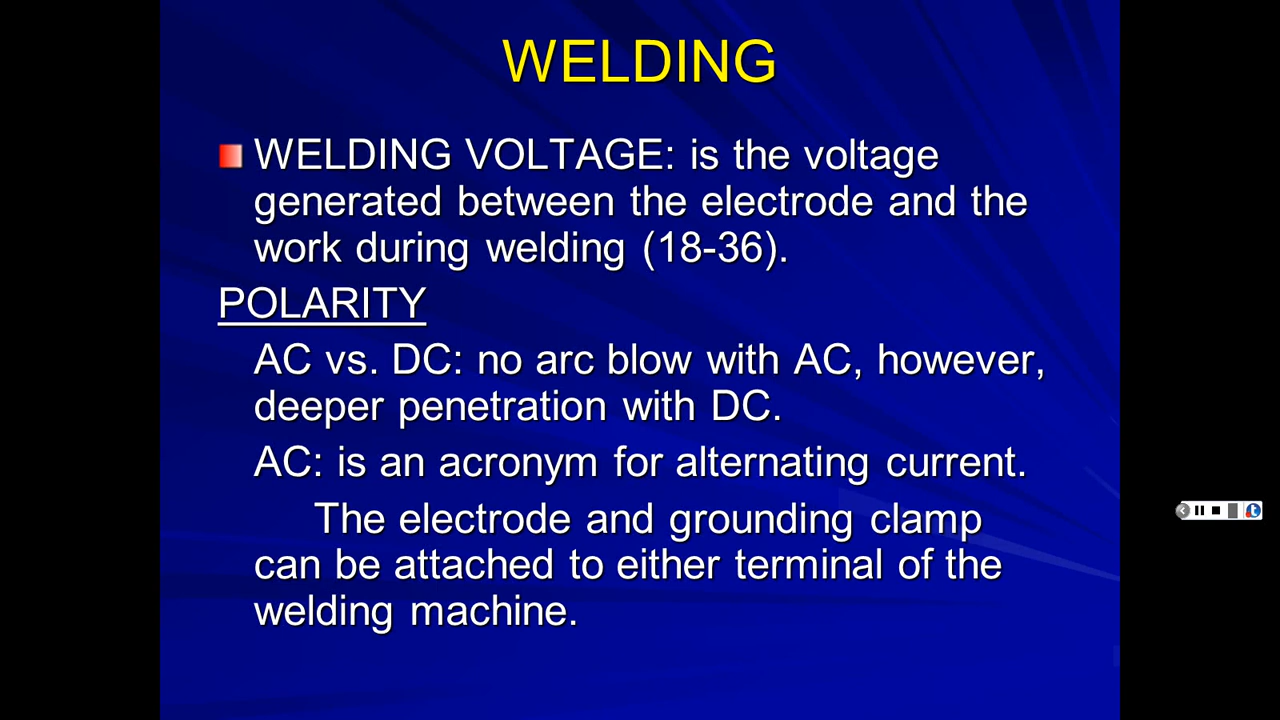 WELDING
WELDING VOLTAGE: is the voltage
generated between the electrode and the
work during welding (18-36).
POLARITY
AC vs. DC: no arc blow with AC, however,
deeper penetration with DC.
AC: is an acronym for alternating current.
The electrode and grounding clamp
can be attached to either terminal of the
welding machine.
t